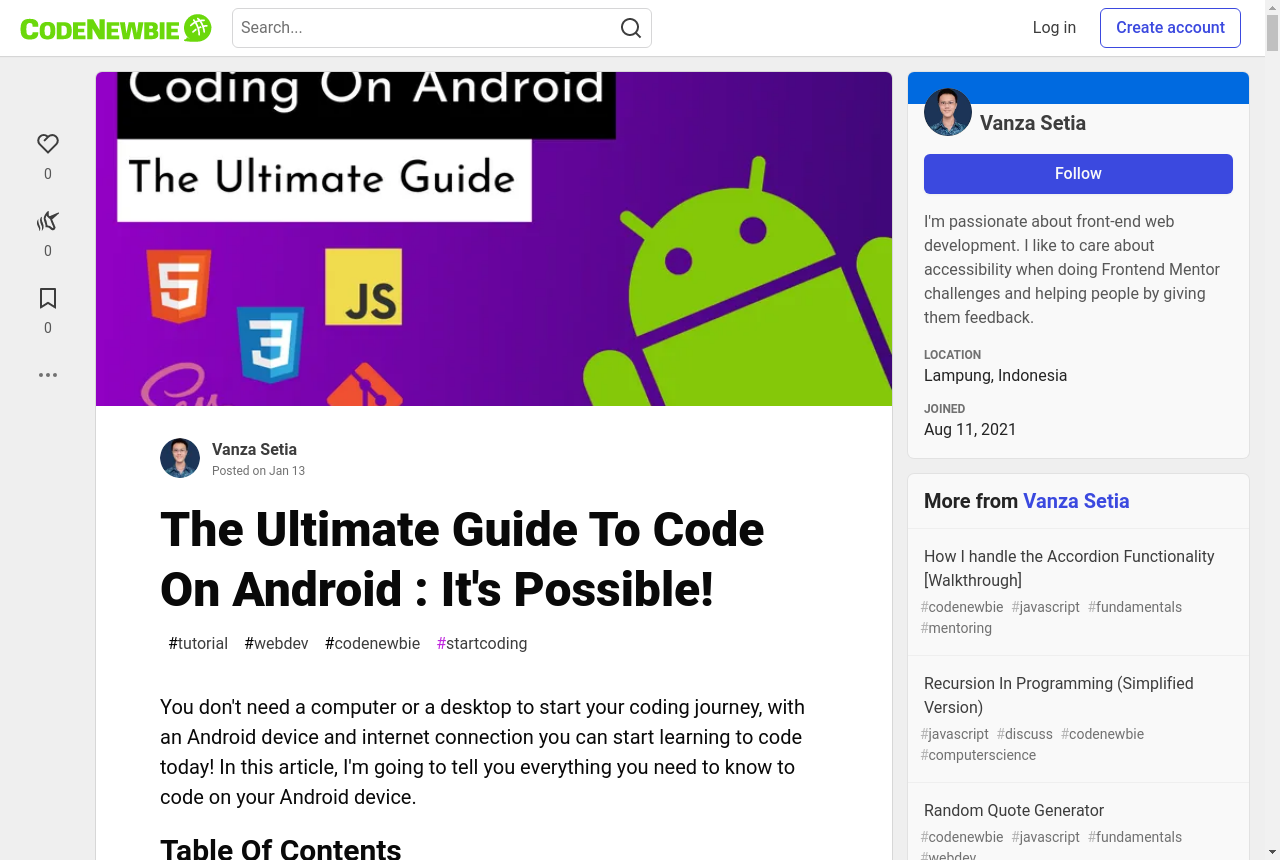 CODENEWBIE
Search...
Log in
Create account
0
0
0
Coding On Android
The Ultimate Guide
5
JS
3
Vanza Setia
Posted on Jan 13
The Ultimate Guide To Code
On Android : It's Possible!
#tutorial #webdev #codenewbie #startcoding
You don't need a computer or a desktop to start your coding journey, with
an Android device and internet connection you can start learning to code
today! In this article, I'm going to tell you everything you need to know to
code on your Android device.
Table Of Contents
Vanza Setia
Follow
I'm passionate about front-end web
development. I like to care about
accessibility when doing Frontend Mentor
challenges and helping people by giving
them feedback.
LOCATION
Lampung, Indonesia
JOINED
Aug 11, 2021
More from Vanza Setia
How I handle the Accordion Functionality
[Walkthrough]
#codenewbie #javascript #fundamentals
#mentoring
Recursion In Programming (Simplified
Version)
#javascript #discuss #codenewbie
#computerscience
Random Quote Generator
#codenewbie #javascript #fundamentals
#webdev